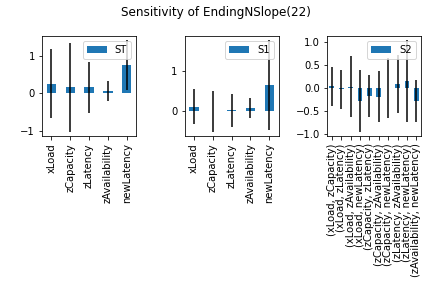 Sensitivity of EndingNSlope(22)
ST
1
0
−1
xLoad
zCapacity
zLatency
zAvailability
newLatency
S1
1
0
xLoad
zCapacity
zLatency
zAvailability
newLatency
S2
1.0
0.5
0.0
−0.5
−1.0
(xLoad, zCapacity)
(xLoad, zLatency)
(xLoad, zAvailability)
(xLoad, newLatency)
(zCapacity, zLatency)
(zCapacity, zAvailability)
(zCapacity, newLatency)
(zLatency, zAvailability)
(zLatency, newLatency)
(zAvailability, newLatency)